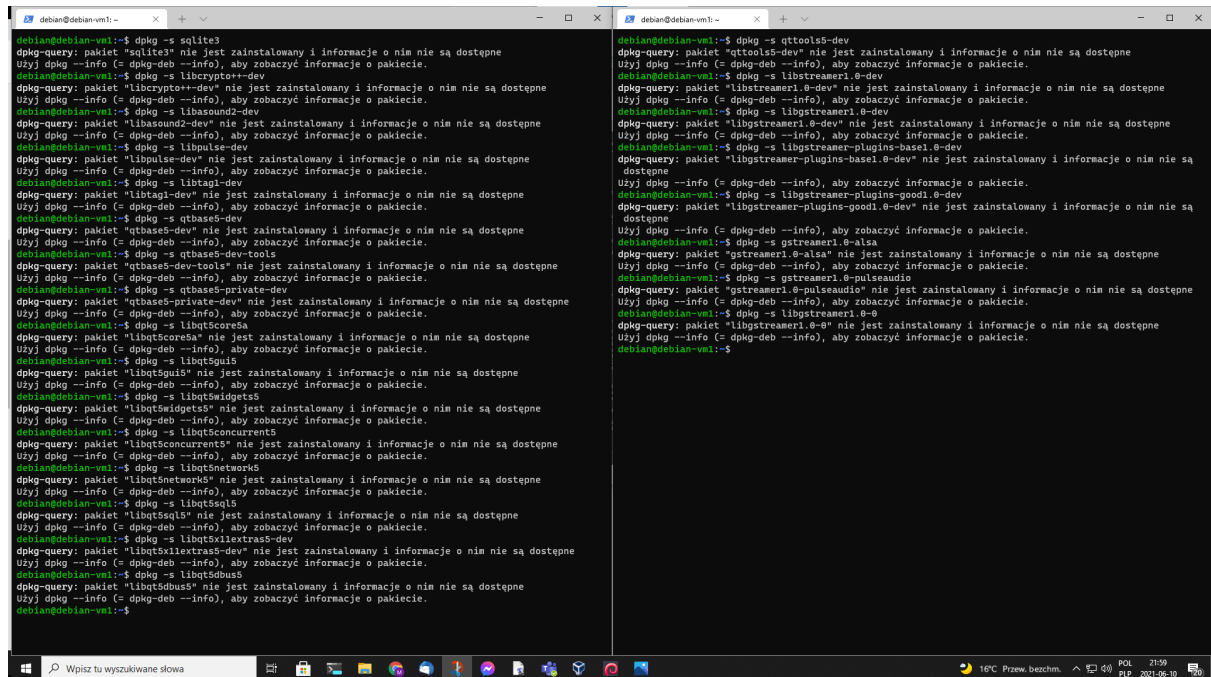 debian@debian-vm1: ~
debian@debian-vm1:~$ dpkg -s sqlite3
dpkg-query: pakiet "sqlite3" nie jest zainstalowany i informacje o nim nie są dostępne
Użyj dpkg --info (= dpkg-deb --info), aby zobaczyć informacje o pakiecie.
debian@debian-vm1:~$ dpkg -s libcrypto++-dev
dpkg-query: pakiet "libcrypto++-dev" nie jest zainstalowany i informacje o nim nie są dostępne
Użyj dpkg --info (= dpkg-deb --info), aby zobaczyć informacje o pakiecie.
debian@debian-vm1:~$ dpkg -s libasound2-dev
dpkg-query: pakiet "libasound2-dev" nie jest zainstalowany i informacje o nim nie są dostępne
Użyj dpkg --info (= dpkg-deb --info), aby zobaczyć informacje o pakiecie.
debian@debian-vm1:~$ dpkg -s libpulse-dev
dpkg-query: pakiet "libpulse-dev" nie jest zainstalowany i informacje o nim nie są dostępne
Użyj dpkg --info (= dpkg-deb --info), aby zobaczyć informacje o pakiecie.
debian@debian-vm1:~$ dpkg -s libtag1-dev
dpkg-query: pakiet "libtag1-dev" nie jest zainstalowany i informacje o nim nie są dostępne
Użyj dpkg --info (= dpkg-deb --info), aby zobaczyć informacje o pakiecie.
debian@debian-vm1:~$ dpkg -s qtbase5-dev
dpkg-query: pakiet "qtbase5-dev" nie jest zainstalowany i informacje o nim nie są dostępne
Użyj dpkg --info (= dpkg-deb --info), aby zobaczyć informacje o pakiecie.
debian@debian-vm1:~$ dpkg -s qtbase5-dev-tools
dpkg-query: pakiet "qtbase5-dev-tools" nie jest zainstalowany i informacje o nim nie są dostępne
Użyj dpkg --info (= dpkg-deb --info), aby zobaczyć informacje o pakiecie.
debian@debian-vm1:~$ dpkg -s qtbase5-private-dev
dpkg-query: pakiet "qtbase5-private-dev" nie jest zainstalowany i informacje o nim nie są dostępne
Użyj dpkg --info (= dpkg-deb --info), aby zobaczyć informacje o pakiecie.
debian@debian-vm1:~$ dpkg -s libqt5core5a
dpkg-query: pakiet "libqt5core5a" nie jest zainstalowany i informacje o nim nie są dostępne
Użyj dpkg --info (= dpkg-deb --info), aby zobaczyć informacje o pakiecie.
debian@debian-vm1:~$ dpkg -s libqt5gui5
dpkg-query: pakiet "libqt5gui5" nie jest zainstalowany i informacje o nim nie są dostępne
Użyj dpkg --info (= dpkg-deb --info), aby zobaczyć informacje o pakiecie.
debian@debian-vm1:~$ dpkg -s libqt5widgets5
dpkg-query: pakiet "libqt5widgets5" nie jest zainstalowany i informacje o nim nie są dostępne
Użyj dpkg --info (= dpkg-deb --info), aby zobaczyć informacje o pakiecie.
debian@debian-vm1:~$ dpkg -s libqt5concurrent5
dpkg-query: pakiet "libqt5concurrent5" nie jest zainstalowany i informacje o nim nie są dostępne
Użyj dpkg --info (= dpkg-deb --info), aby zobaczyć informacje o pakiecie.
debian@debian-vm1:~$ dpkg -s libqt5network5
dpkg-query: pakiet "libqt5network5" nie jest zainstalowany i informacje o nim nie są dostępne
Użyj dpkg --info (= dpkg-deb --info), aby zobaczyć informacje o pakiecie.
debian@debian-vm1:~$ dpkg -s libqt5sql5
dpkg-query: pakiet "libqt5sql5" nie jest zainstalowany i informacje o nim nie są dostępne
Użyj dpkg --info (= dpkg-deb --info), aby zobaczyć informacje o pakiecie.
debian@debian-vm1:~$ dpkg -s libqt5x11extras5-dev
dpkg-query: pakiet "libqt5x11extras5-dev" nie jest zainstalowany i informacje o nim nie są dostępne
Użyj dpkg --info (= dpkg-deb --info), aby zobaczyć informacje o pakiecie.
debian@debian-vm1:~$ dpkg -s libqt5dbus5
dpkg-query: pakiet "libqt5dbus5" nie jest zainstalowany i informacje o nim nie są dostępne
Użyj dpkg --info (= dpkg-deb --info), aby zobaczyć informacje o pakiecie.
debian@debian-vm1:~$
debian@debian-vm1: ~
debian@debian-vm1:~$ dpkg -s qttools5-dev
dpkg-query: pakiet "qttools5-dev" nie jest zainstalowany i informacje o nim nie są dostępne
Użyj dpkg --info (= dpkg-deb --info), aby zobaczyć informacje o pakiecie.
debian@debian-vm1:~$ dpkg -s libstreamer1.0-dev
dpkg-query: pakiet "libstreamer1.0-dev" nie jest zainstalowany i informacje o nim nie są dostępne
Użyj dpkg --info (= dpkg-deb --info), aby zobaczyć informacje o pakiecie.
debian@debian-vm1:~$ dpkg -s libgstreamer1.0-dev
dpkg-query: pakiet "libgstreamer1.0-dev" nie jest zainstalowany i informacje o nim nie są dostępne
Użyj dpkg --info (= dpkg-deb --info), aby zobaczyć informacje o pakiecie.
debian@debian-vm1:~$ dpkg -s libgstreamer-plugins-base1.0-dev
dpkg-query: pakiet "libgstreamer-plugins-base1.0-dev" nie jest zainstalowany i informacje o nim nie są
dostępne
Użyj dpkg --info (= dpkg-deb --info), aby zobaczyć informacje o pakiecie.
debian@debian-vm1:~$ dpkg -s libgstreamer-plugins-good1.0-dev
dpkg-query: pakiet "libgstreamer-plugins-good1.0-dev" nie jest zainstalowany i informacje o nim nie są
dostępne
Użyj dpkg --info (= dpkg-deb --info), aby zobaczyć informacje o pakiecie.
debian@debian-vm1:~$ dpkg -s gstreamer1.0-alsa
dpkg-query: pakiet "gstreamer1.0-alsa" nie jest zainstalowany i informacje o nim nie są dostępne
Użyj dpkg --info (= dpkg-deb --info), aby zobaczyć informacje o pakiecie.
debian@debian-vm1:~$ dpkg -s gstreamer1.0-pulseaudio
dpkg-query: pakiet "gstreamer1.0-pulseaudio" nie jest zainstalowany i informacje o nim nie są dostępne
Użyj dpkg --info (= dpkg-deb --info), aby zobaczyć informacje o pakiecie.
debian@debian-vm1:~$ dpkg -s libgstreamer1.0-0
dpkg-query: pakiet "libgstreamer1.0-0" nie jest zainstalowany i informacje o nim nie są dostępne
Użyj dpkg --info (= dpkg-deb --info), aby zobaczyć informacje o pakiecie.
debian@debian-vm1:~$
Wpisz tu wyszukiwane słowa
16°C Przew. bezchm.
POL
PLP
21:59
2021-06-10
20